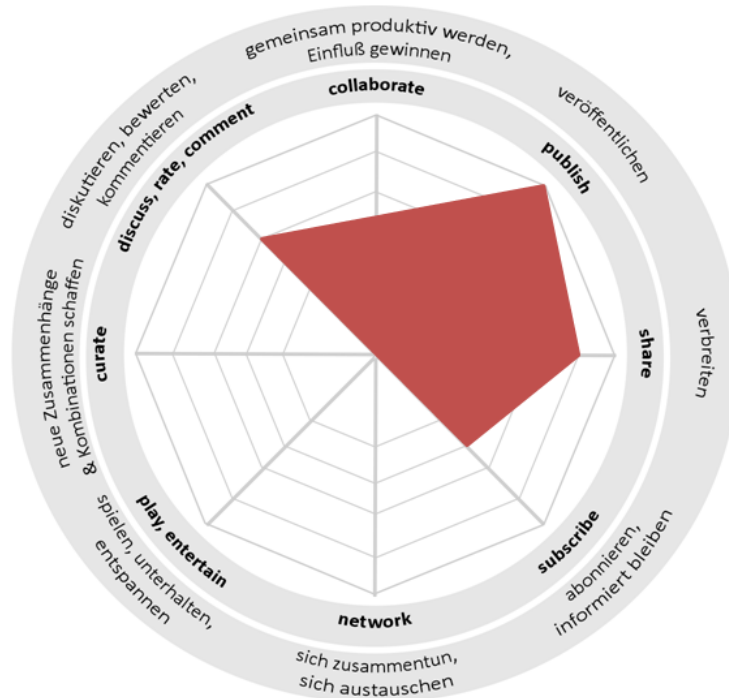 gemeinsam produktiv werden,
Einfluß gewinnen
collaborate
veröffentlichen
publish
verbreiten
share
abonnieren,
informiert bleiben
subscribe
network
sich zusammentun,
sich austauschen
play, entertain
spielen, unterhalten,
entspannen
neue Zusammenhänge
& Kombinationen schaffen
curate
diskutieren, bewerten,
kommentieren
discuss, rate, comment